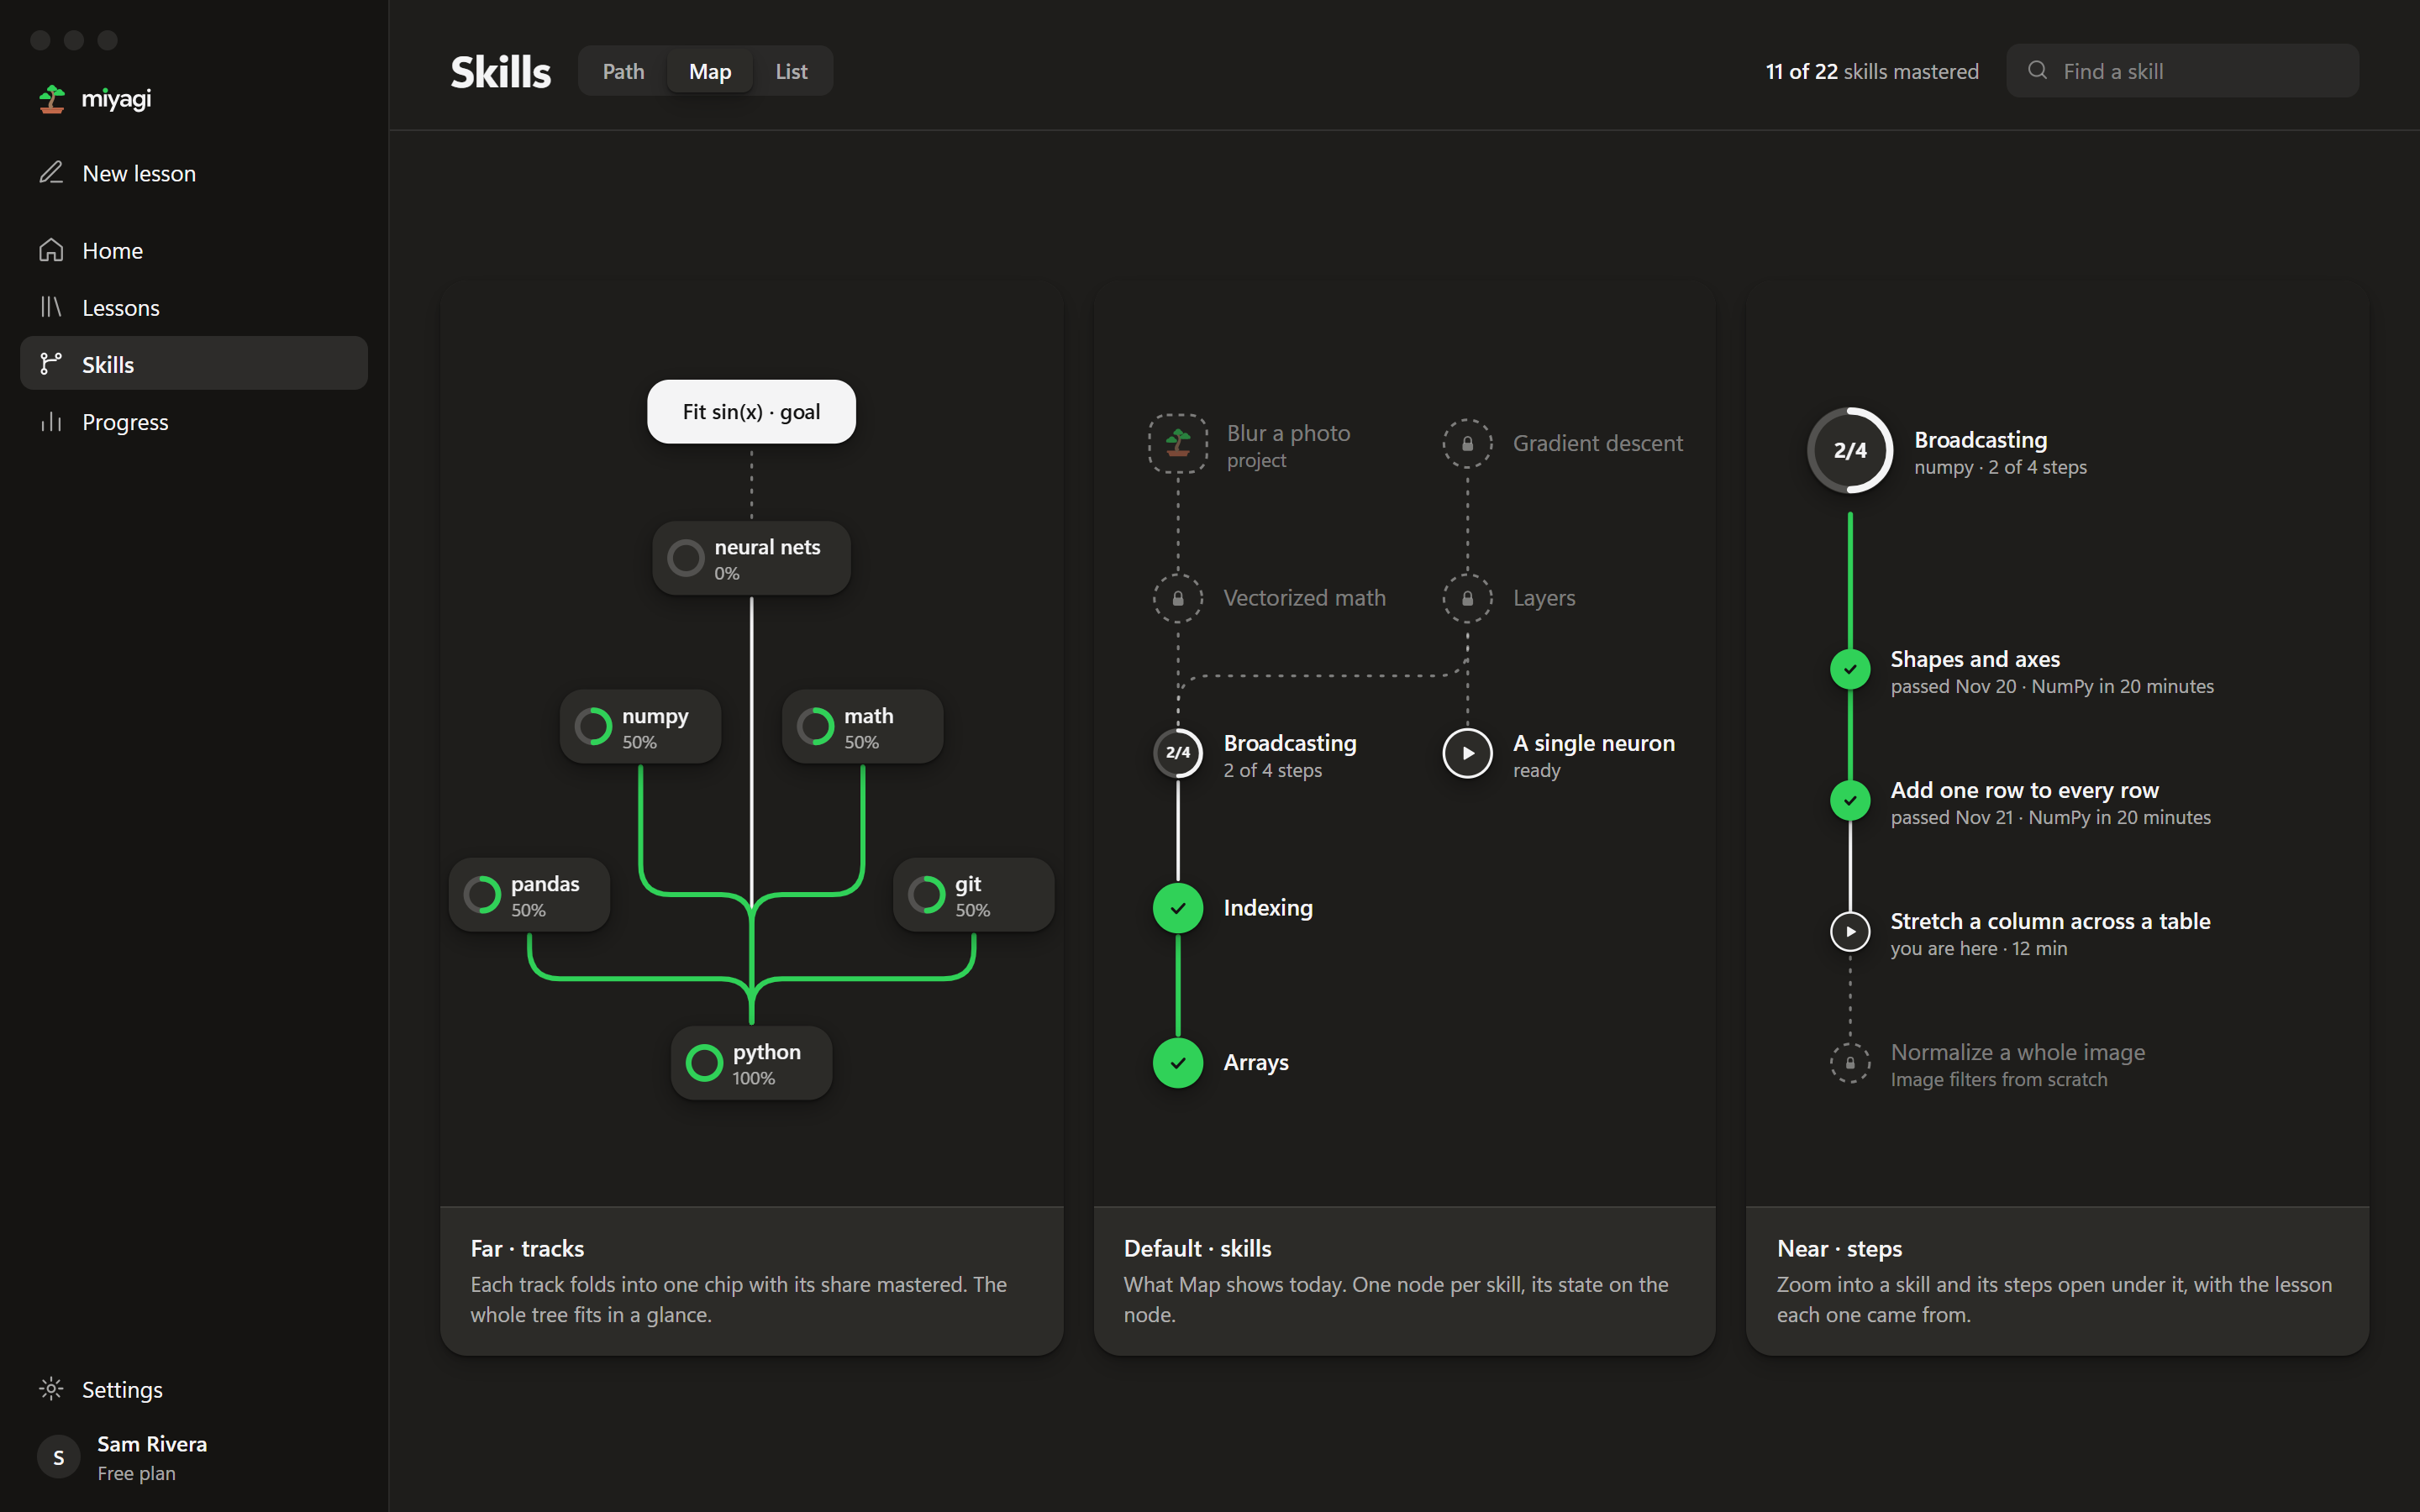 miyagi
New lesson
Home
Lessons
Skills
Progress
Settings
S
Sam Rivera
Free plan
Skills
Path
Map
List
11 of 22 skills mastered
Find a skill
Fit sin(x) · goal
neural nets
0%
numpy
50%
math
50%
pandas
50%
git
50%
python
100%
Far · tracks
Each track folds into one chip with its share mastered. The
whole tree fits in a glance.
Blur a photo
project
Gradient descent
Vectorized math
Layers
2/4
Broadcasting
2 of 4 steps
A single neuron
ready
Indexing
Arrays
Default · skills
What Map shows today. One node per skill, its state on the
node.
2/4
Broadcasting
numpy · 2 of 4 steps
Shapes and axes
passed Nov 20 · NumPy in 20 minutes
Add one row to every row
passed Nov 21 · NumPy in 20 minutes
Stretch a column across a table
you are here · 12 min
Normalize a whole image
Image filters from scratch
Near · steps
Zoom into a skill and its steps open under it, with the lesson
each one came from.